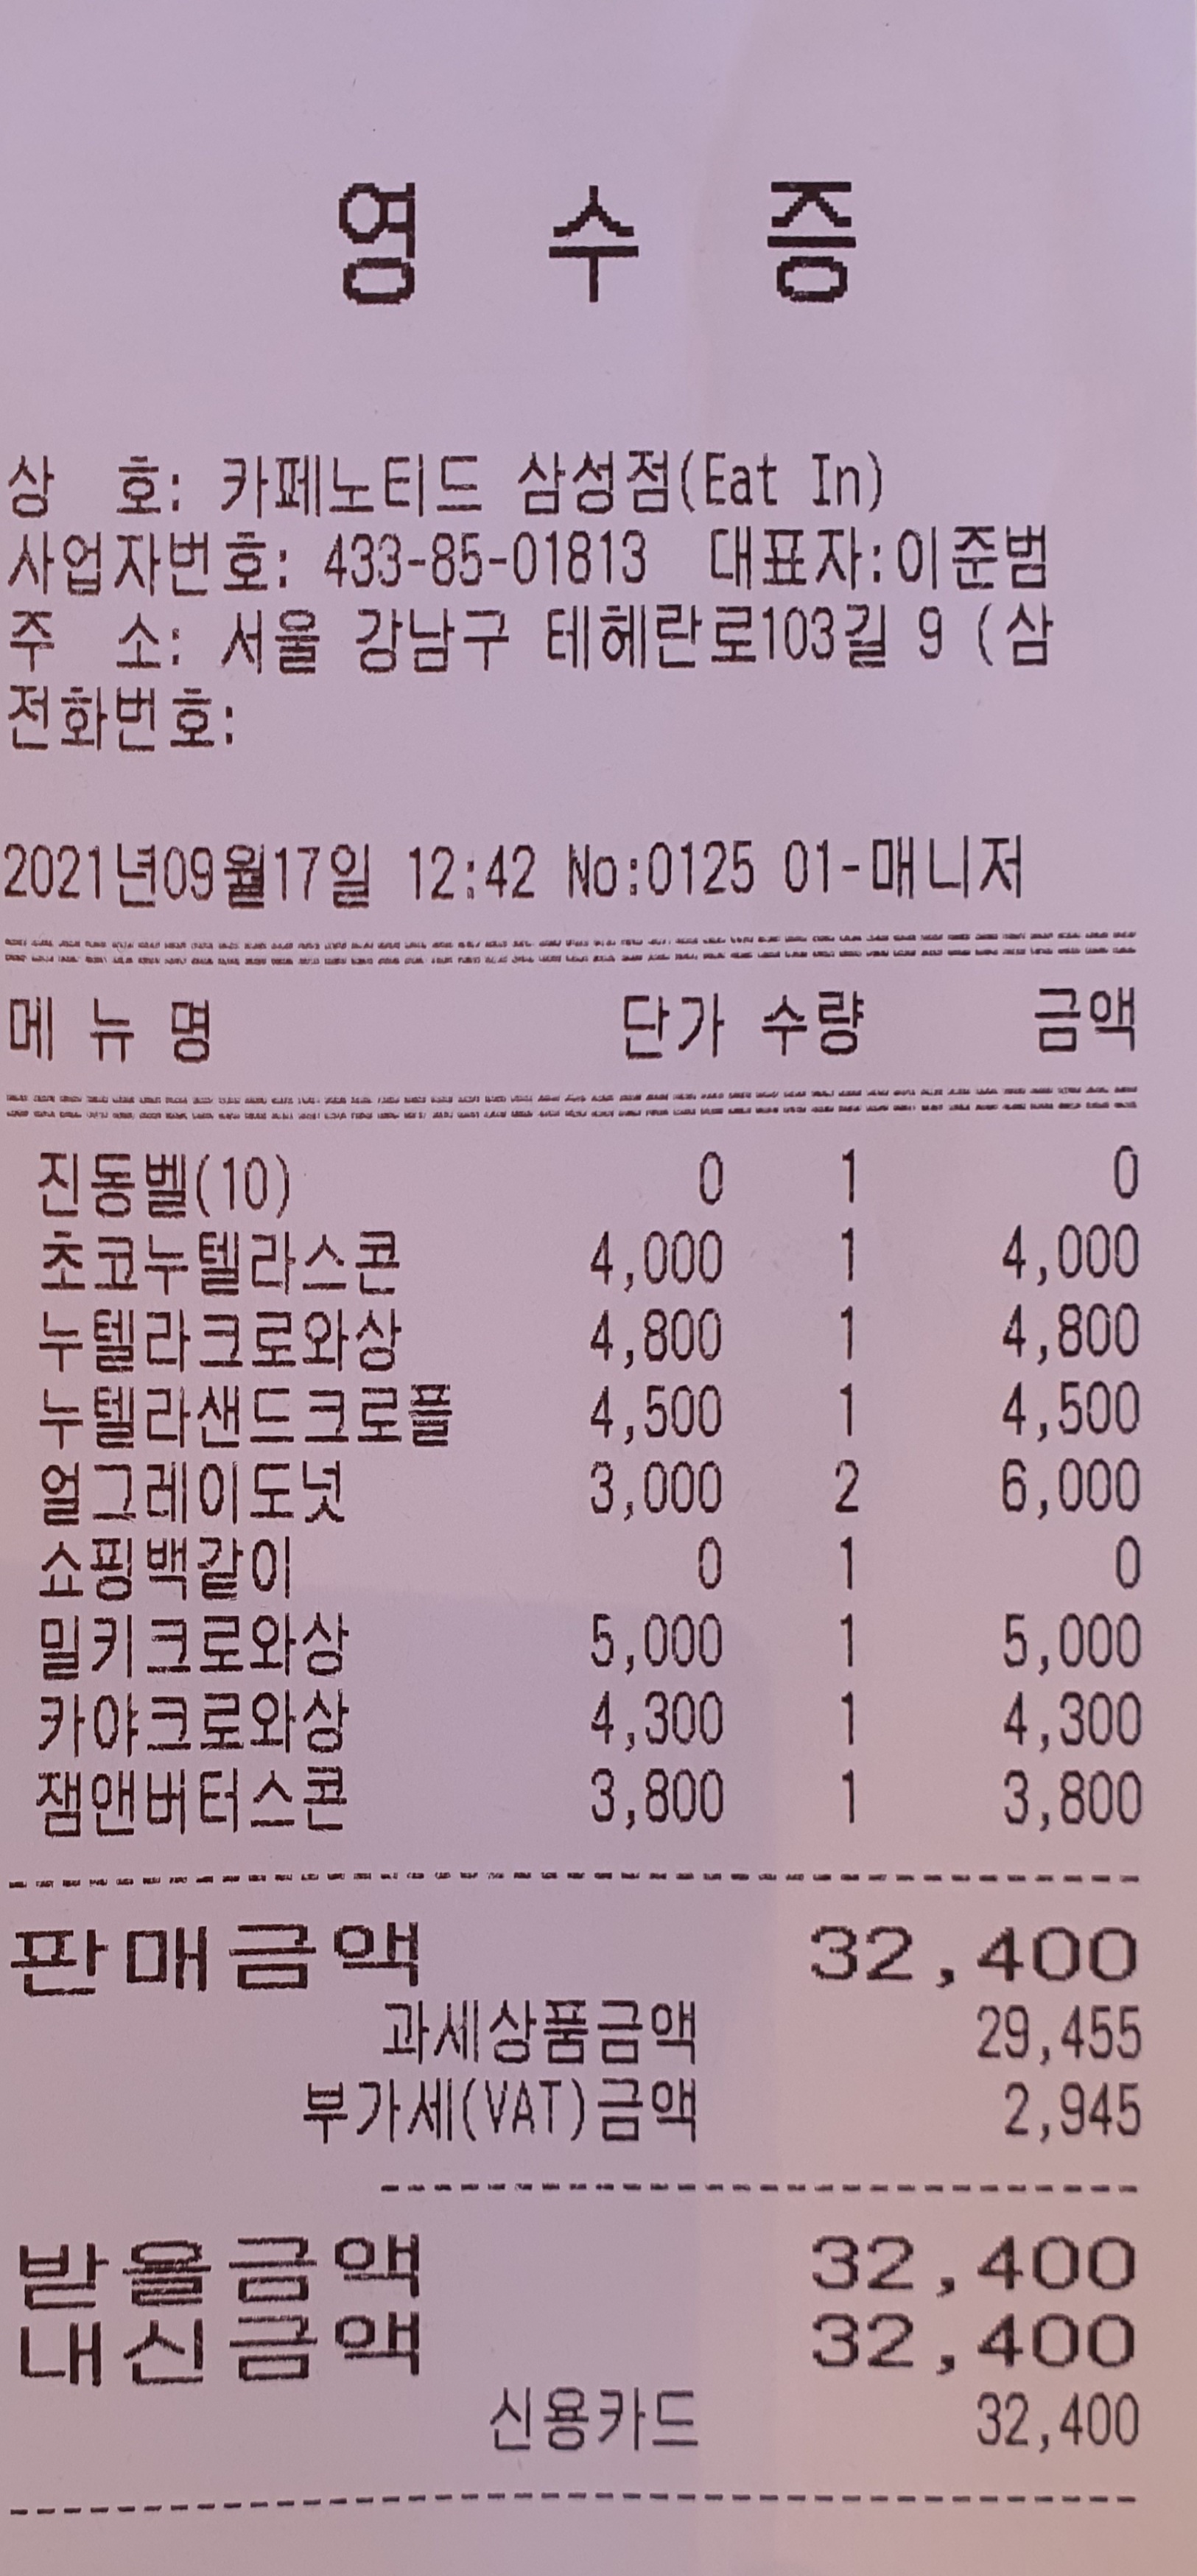 영 수 증
상 호: 카페노티드 삼성점(Eat In)
사업자번호: 433-85-01813 대표자:이준범
주 소: 서울 강남구 테헤란로103길 9 (삼
전화번호:
2021년09월17일 12:42 No:0125 01-매니저
메 뉴 명 단가 수량 금액
진동벨(10) 0 1 0
초코누텔라스콘 4,000 1 4,000
누텔라크로와상 4,800 1 4,800
누텔라샌드크로플 4,500 1 4,500
얼그레이도넛 3,000 2 6,000
쇼핑백같이 0 1 0
밀키크로와상 5,000 1 5,000
카야크로와상 4,300 1 4,300
잼앤버터스콘 3,800 1 3,800
판매금액 32,400
과세상품금액 29,455
부가세(VAT)금액 2,945
받을금액 32,400
내신금액 32,400
신용카드 32,400